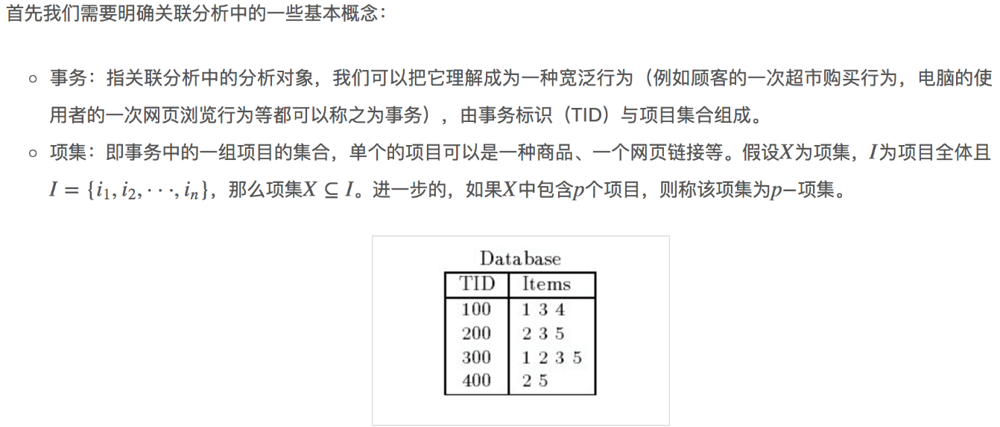 首先我们需要明确关联分析中的一些基本概念：
事务：指关联分析中的分析对象，我们可以把它理解成为一种宽泛行为（例如顾客的一次超市购买行为，电脑的使
用者的一次网页浏览行为等都可以称之为事务），由事务标识（TID）与项目集合组成。
项集：即事务中的一组项目的集合，单个的项目可以是一种商品、一个网页链接等。假设X为项集，I为项目全体且
I = {i₁, i₂, · · ·, iₙ}，那么项集X ⊆ I。进一步的，如果X中包含p个项目，则称该项集为p−项集。
Database
TID Items
100 1 3 4
200 2 3 5
300 1 2 3 5
400 2 5